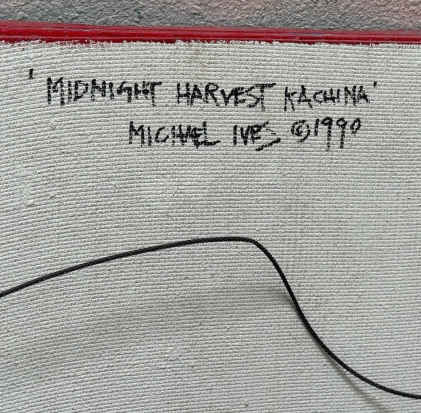 'MIDNIGHT HARVEST KACHINA'
MICHAEL IVES ©1990